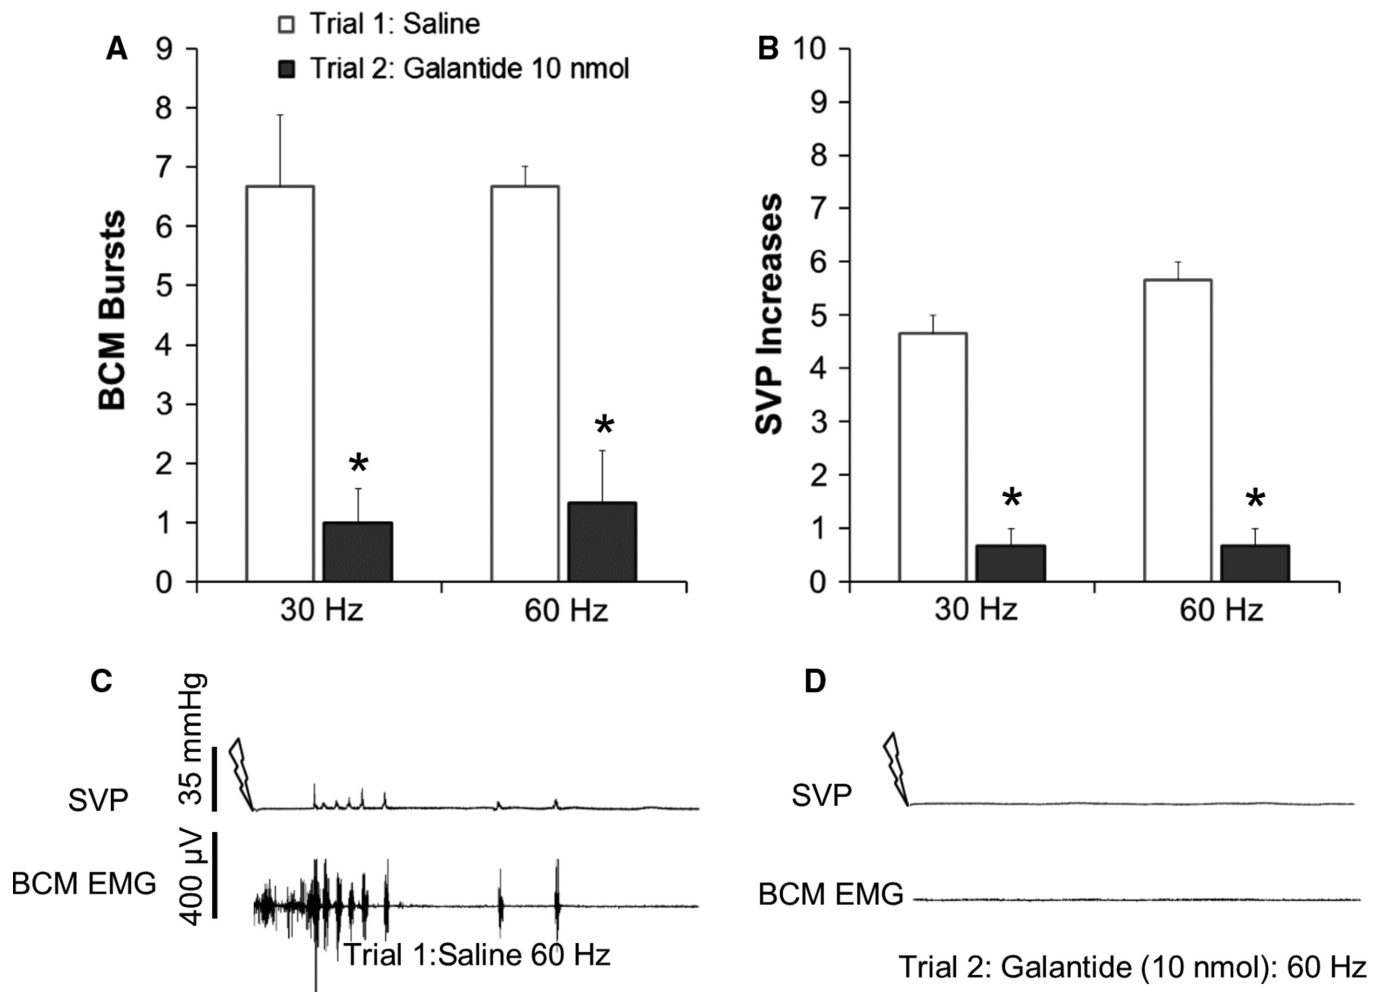 A
Trial 1: Saline
Trial 2: Galantide 10 nmol
9
8
7
6
5
4
3
2
1
0
BCM Bursts
*
*
30 Hz
60 Hz
B
10
9
8
7
6
5
4
3
2
1
0
SVP Increases
*
*
30 Hz
60 Hz
C
35 mmHg
SVP
400 μV
BCM EMG
Trial 1:Saline 60 Hz
D
SVP
BCM EMG
Trial 2: Galantide (10 nmol): 60 Hz